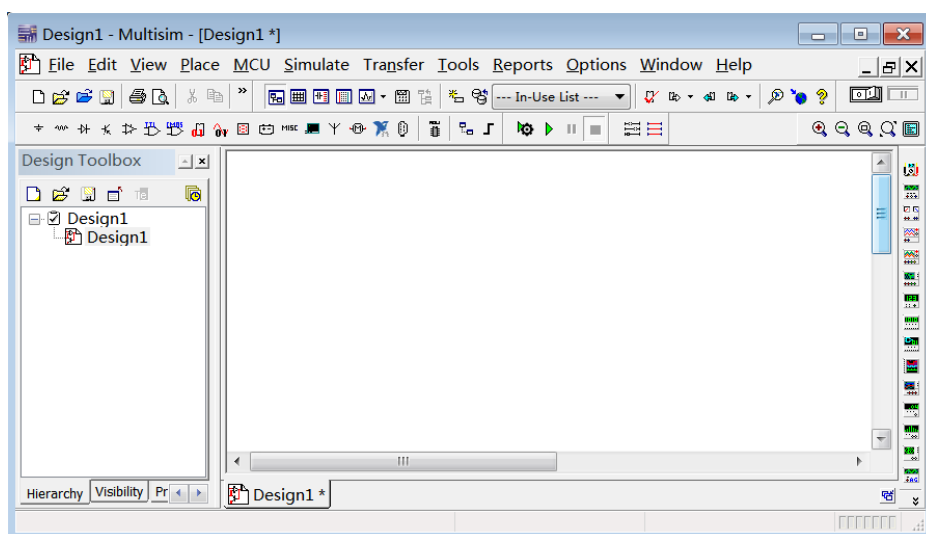 Design1 - Multisim - [Design1 *]
File Edit View Place MCU Simulate Transfer Tools Reports Options Window Help
» --- In-Use List ---
TTL CMOS MISC
Design Toolbox
Design1
Design1
Hierarchy Visibility Pr
Design1 *